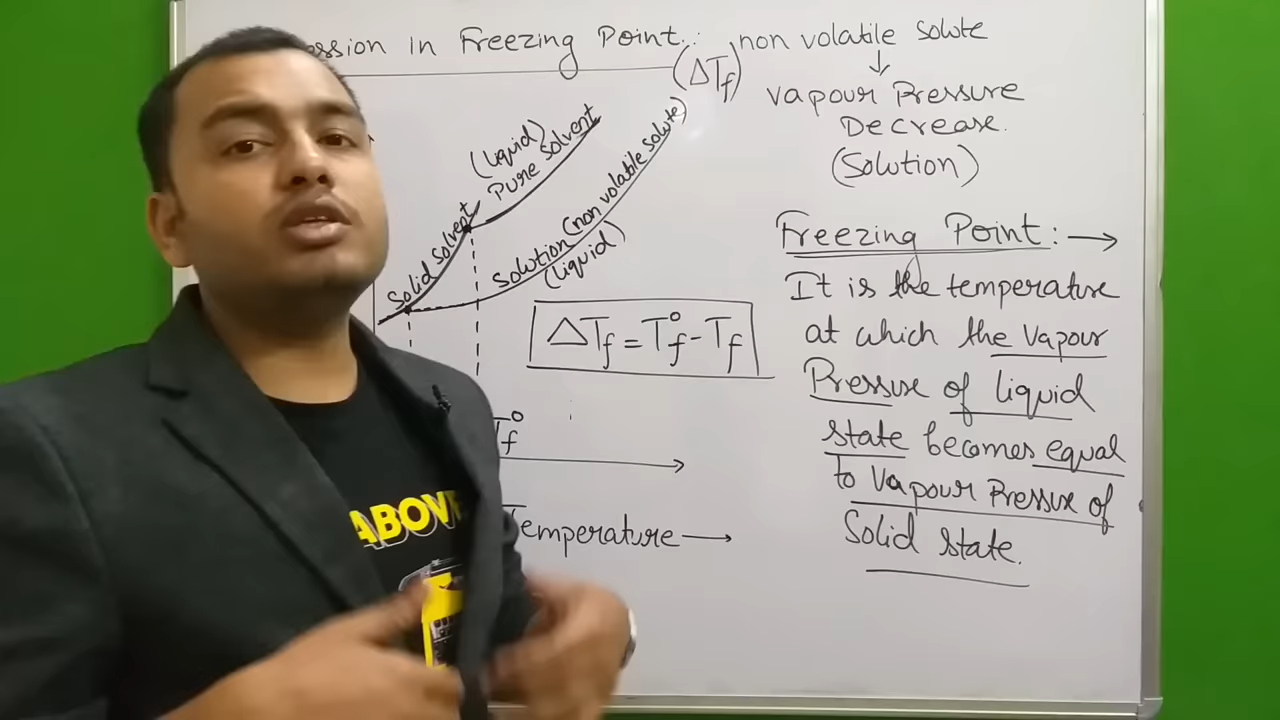 ession in Freezing Point.: non volatile solute
(ΔTf)
↓
Vapour Pressure
Decrease.
(Solution)
(liquid)
Pure Solvent
Solid Solvent
Solution (non volatile solute)
(liquid)
ΔTf = T°f - Tf
T°f
Temperature →
Freezing Point: →
It is the temperature
at which the vapour
Pressure of liquid
state becomes equal
to Vapour Pressure of
Solid state.
ABOVE